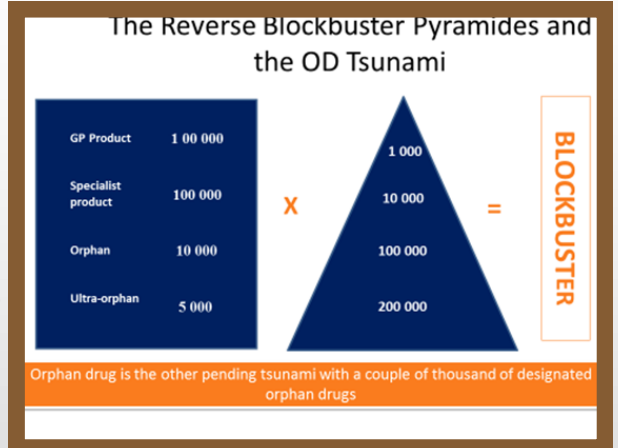 The Reverse Blockbuster Pyramides and
the OD Tsunami
GP Product 1 00 000
Specialist
product 100 000
Orphan 10 000
Ultra-orphan 5 000
X
1 000
10 000
100 000
200 000
=
BLOCKBUSTER
Orphan drug is the other pending tsunami with a couple of thousand of designated
orphan drugs